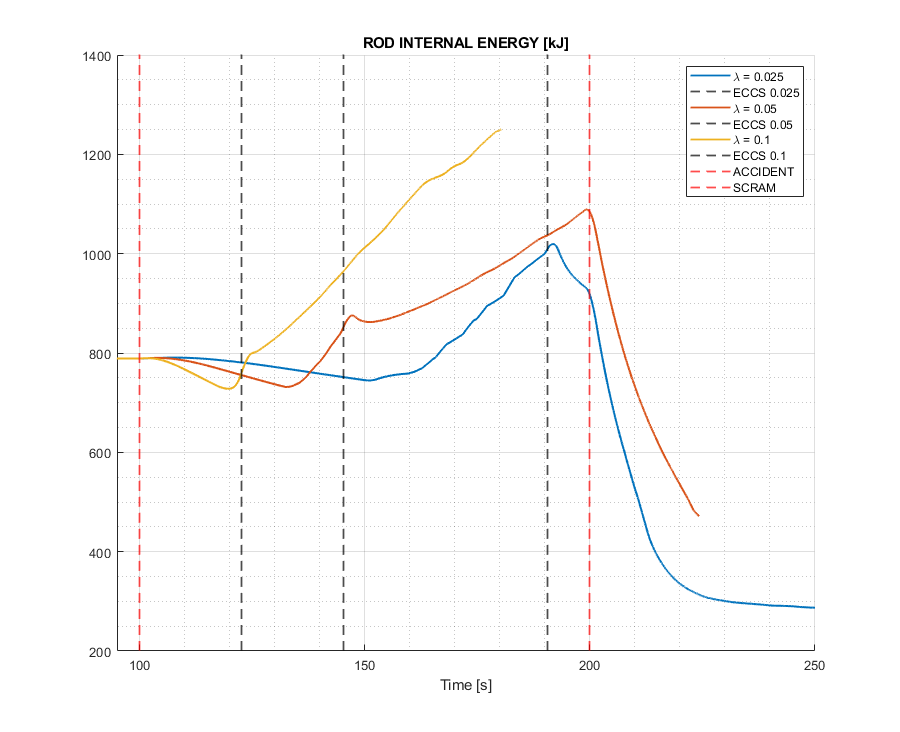 ROD INTERNAL ENERGY [kJ]
1400
1200
1000
800
600
400
200
λ = 0.025
ECCS 0.025
λ = 0.05
ECCS 0.05
λ = 0.1
ECCS 0.1
ACCIDENT
SCRAM
100
150
200
250
Time [s]